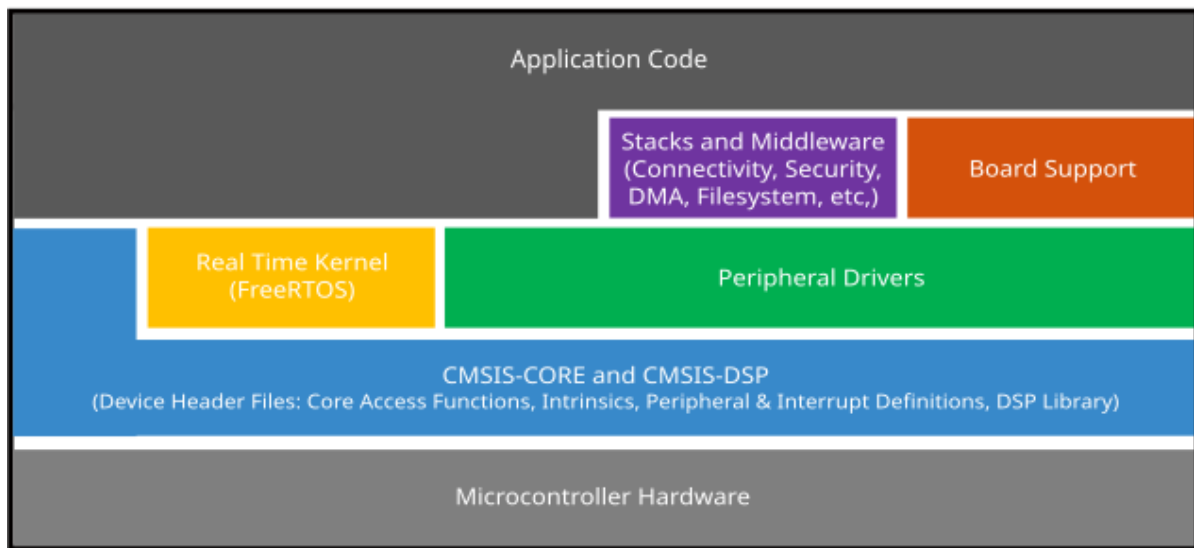 Application Code
Stacks and Middleware
(Connectivity, Security,
DMA, Filesystem, etc,)
Board Support
Real Time Kernel
(FreeRTOS)
Peripheral Drivers
CMSIS-CORE and CMSIS-DSP
(Device Header Files: Core Access Functions, Intrinsics, Peripheral & Interrupt Definitions, DSP Library)
Microcontroller Hardware